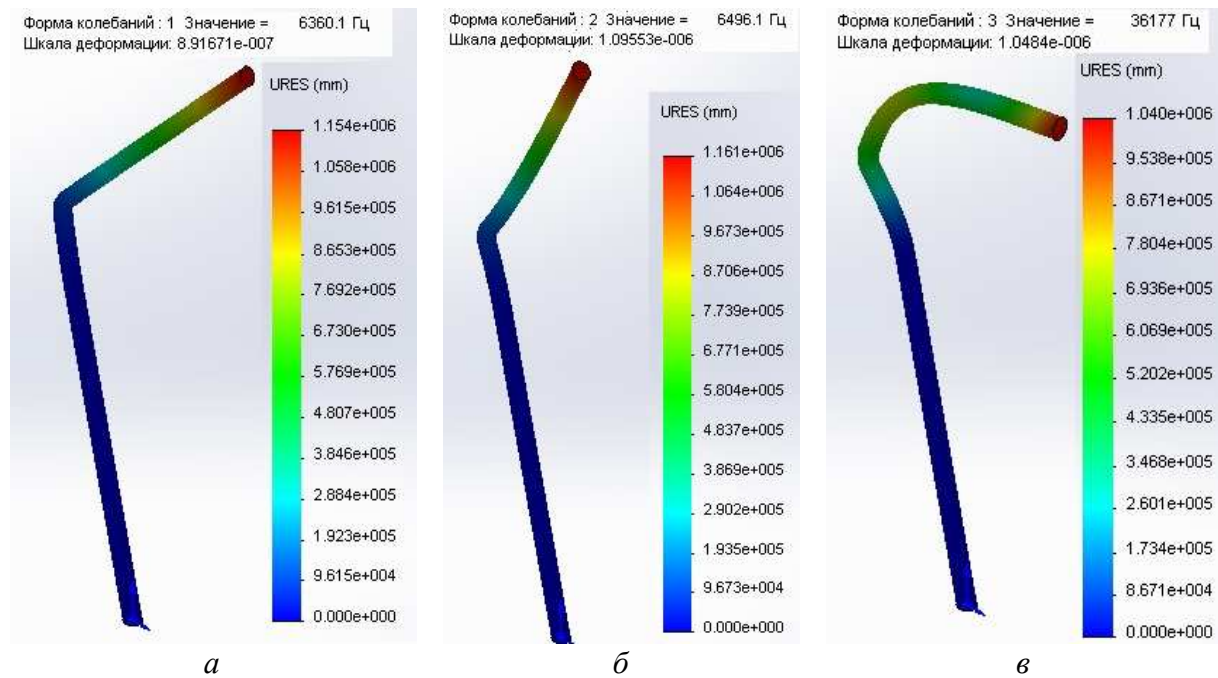 Форма колебаний : 1 Значение = 6360.1 Гц
Шкала деформации: 8.91671e-007
URES (mm)
1.154e+006
1.058e+006
9.615e+005
8.653e+005
7.692e+005
6.730e+005
5.769e+005
4.807e+005
3.846e+005
2.884e+005
1.923e+005
9.615e+004
0.000e+000
а
Форма колебаний : 2 Значение = 6496.1 Гц
Шкала деформации: 1.09553e-006
URES (mm)
1.161e+006
1.064e+006
9.673e+005
8.706e+005
7.739e+005
6.771e+005
5.804e+005
4.837e+005
3.869e+005
2.902e+005
1.935e+005
9.673e+004
0.000e+000
б
Форма колебаний : 3 Значение = 36177 Гц
Шкала деформации: 1.0484e-006
URES (mm)
1.040e+006
9.538e+005
8.671e+005
7.804e+005
6.936e+005
6.069e+005
5.202e+005
4.335e+005
3.468e+005
2.601e+005
1.734e+005
8.671e+004
0.000e+000
в